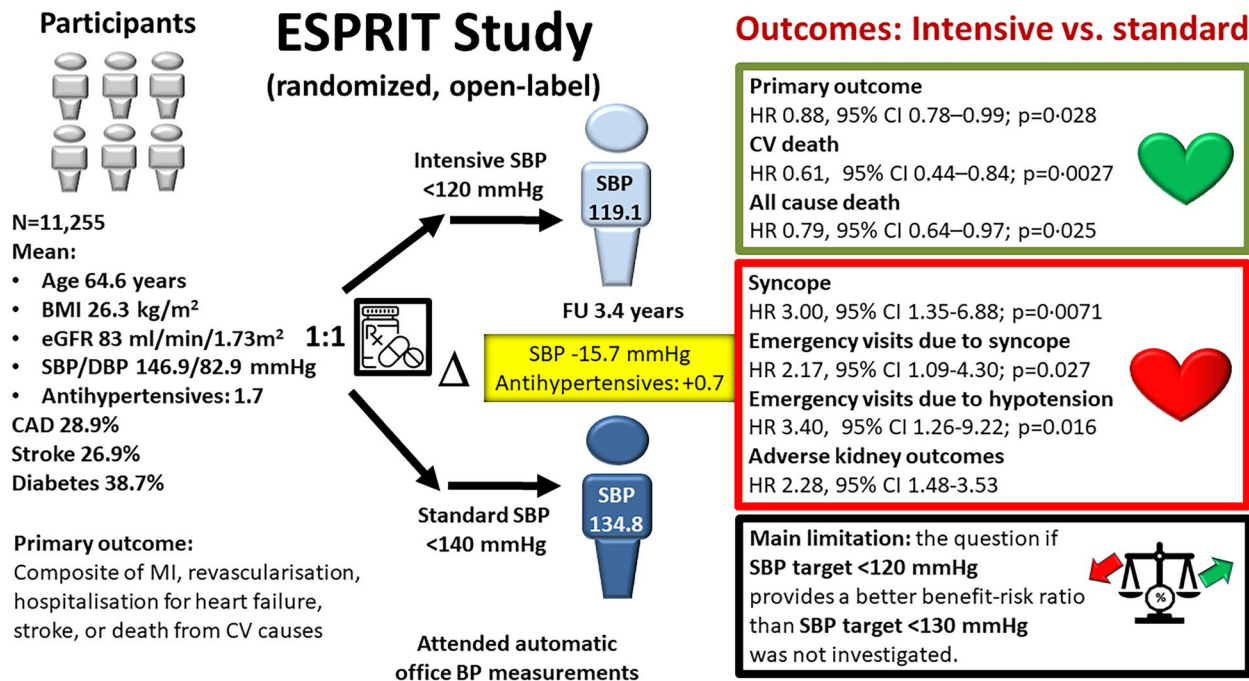 Participants
ESPRIT Study
(randomized, open-label)
Outcomes: Intensive vs. standard
N=11,255
Mean:
• Age 64.6 years
• BMI 26.3 kg/m²
• eGFR 83 ml/min/1.73m²
• SBP/DBP 146.9/82.9 mmHg
• Antihypertensives: 1.7
CAD 28.9%
Stroke 26.9%
Diabetes 38.7%
Primary outcome:
Composite of MI, revascularisation,
hospitalisation for heart failure,
stroke, or death from CV causes
1:1
Rx
Intensive SBP
<120 mmHg
SBP
119.1
FU 3.4 years
Δ
SBP -15.7 mmHg
Antihypertensives: +0.7
Standard SBP
<140 mmHg
SBP
134.8
Attended automatic
office BP measurements
Primary outcome
HR 0.88, 95% CI 0.78–0.99; p=0·028
CV death
HR 0.61, 95% CI 0.44–0.84; p=0·0027
All cause death
HR 0.79, 95% CI 0.64–0.97; p=0·025
Syncope
HR 3.00, 95% CI 1.35-6.88; p=0·0071
Emergency visits due to syncope
HR 2.17, 95% CI 1.09-4.30; p=0.027
Emergency visits due to hypotension
HR 3.40, 95% CI 1.26-9.22; p=0.016
Adverse kidney outcomes
HR 2.28, 95% CI 1.48-3.53
Main limitation: the question if
SBP target <120 mmHg
provides a better benefit-risk ratio
than SBP target <130 mmHg
was not investigated.
%